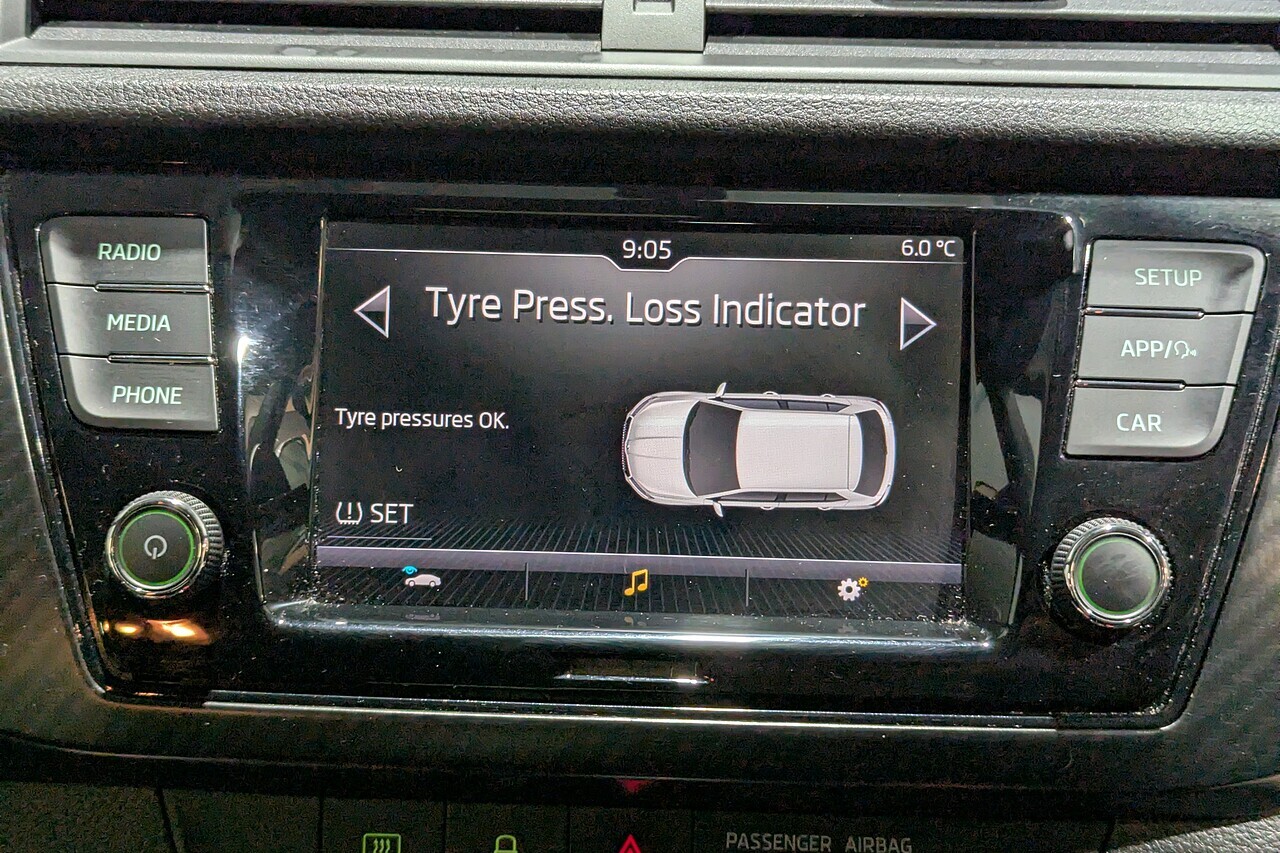 RADIO
MEDIA
PHONE
9:05
6.0 °C
Tyre Press. Loss Indicator
Tyre pressures OK.
SET
SETUP
APP/
CAR
PASSENGER AIRBAG